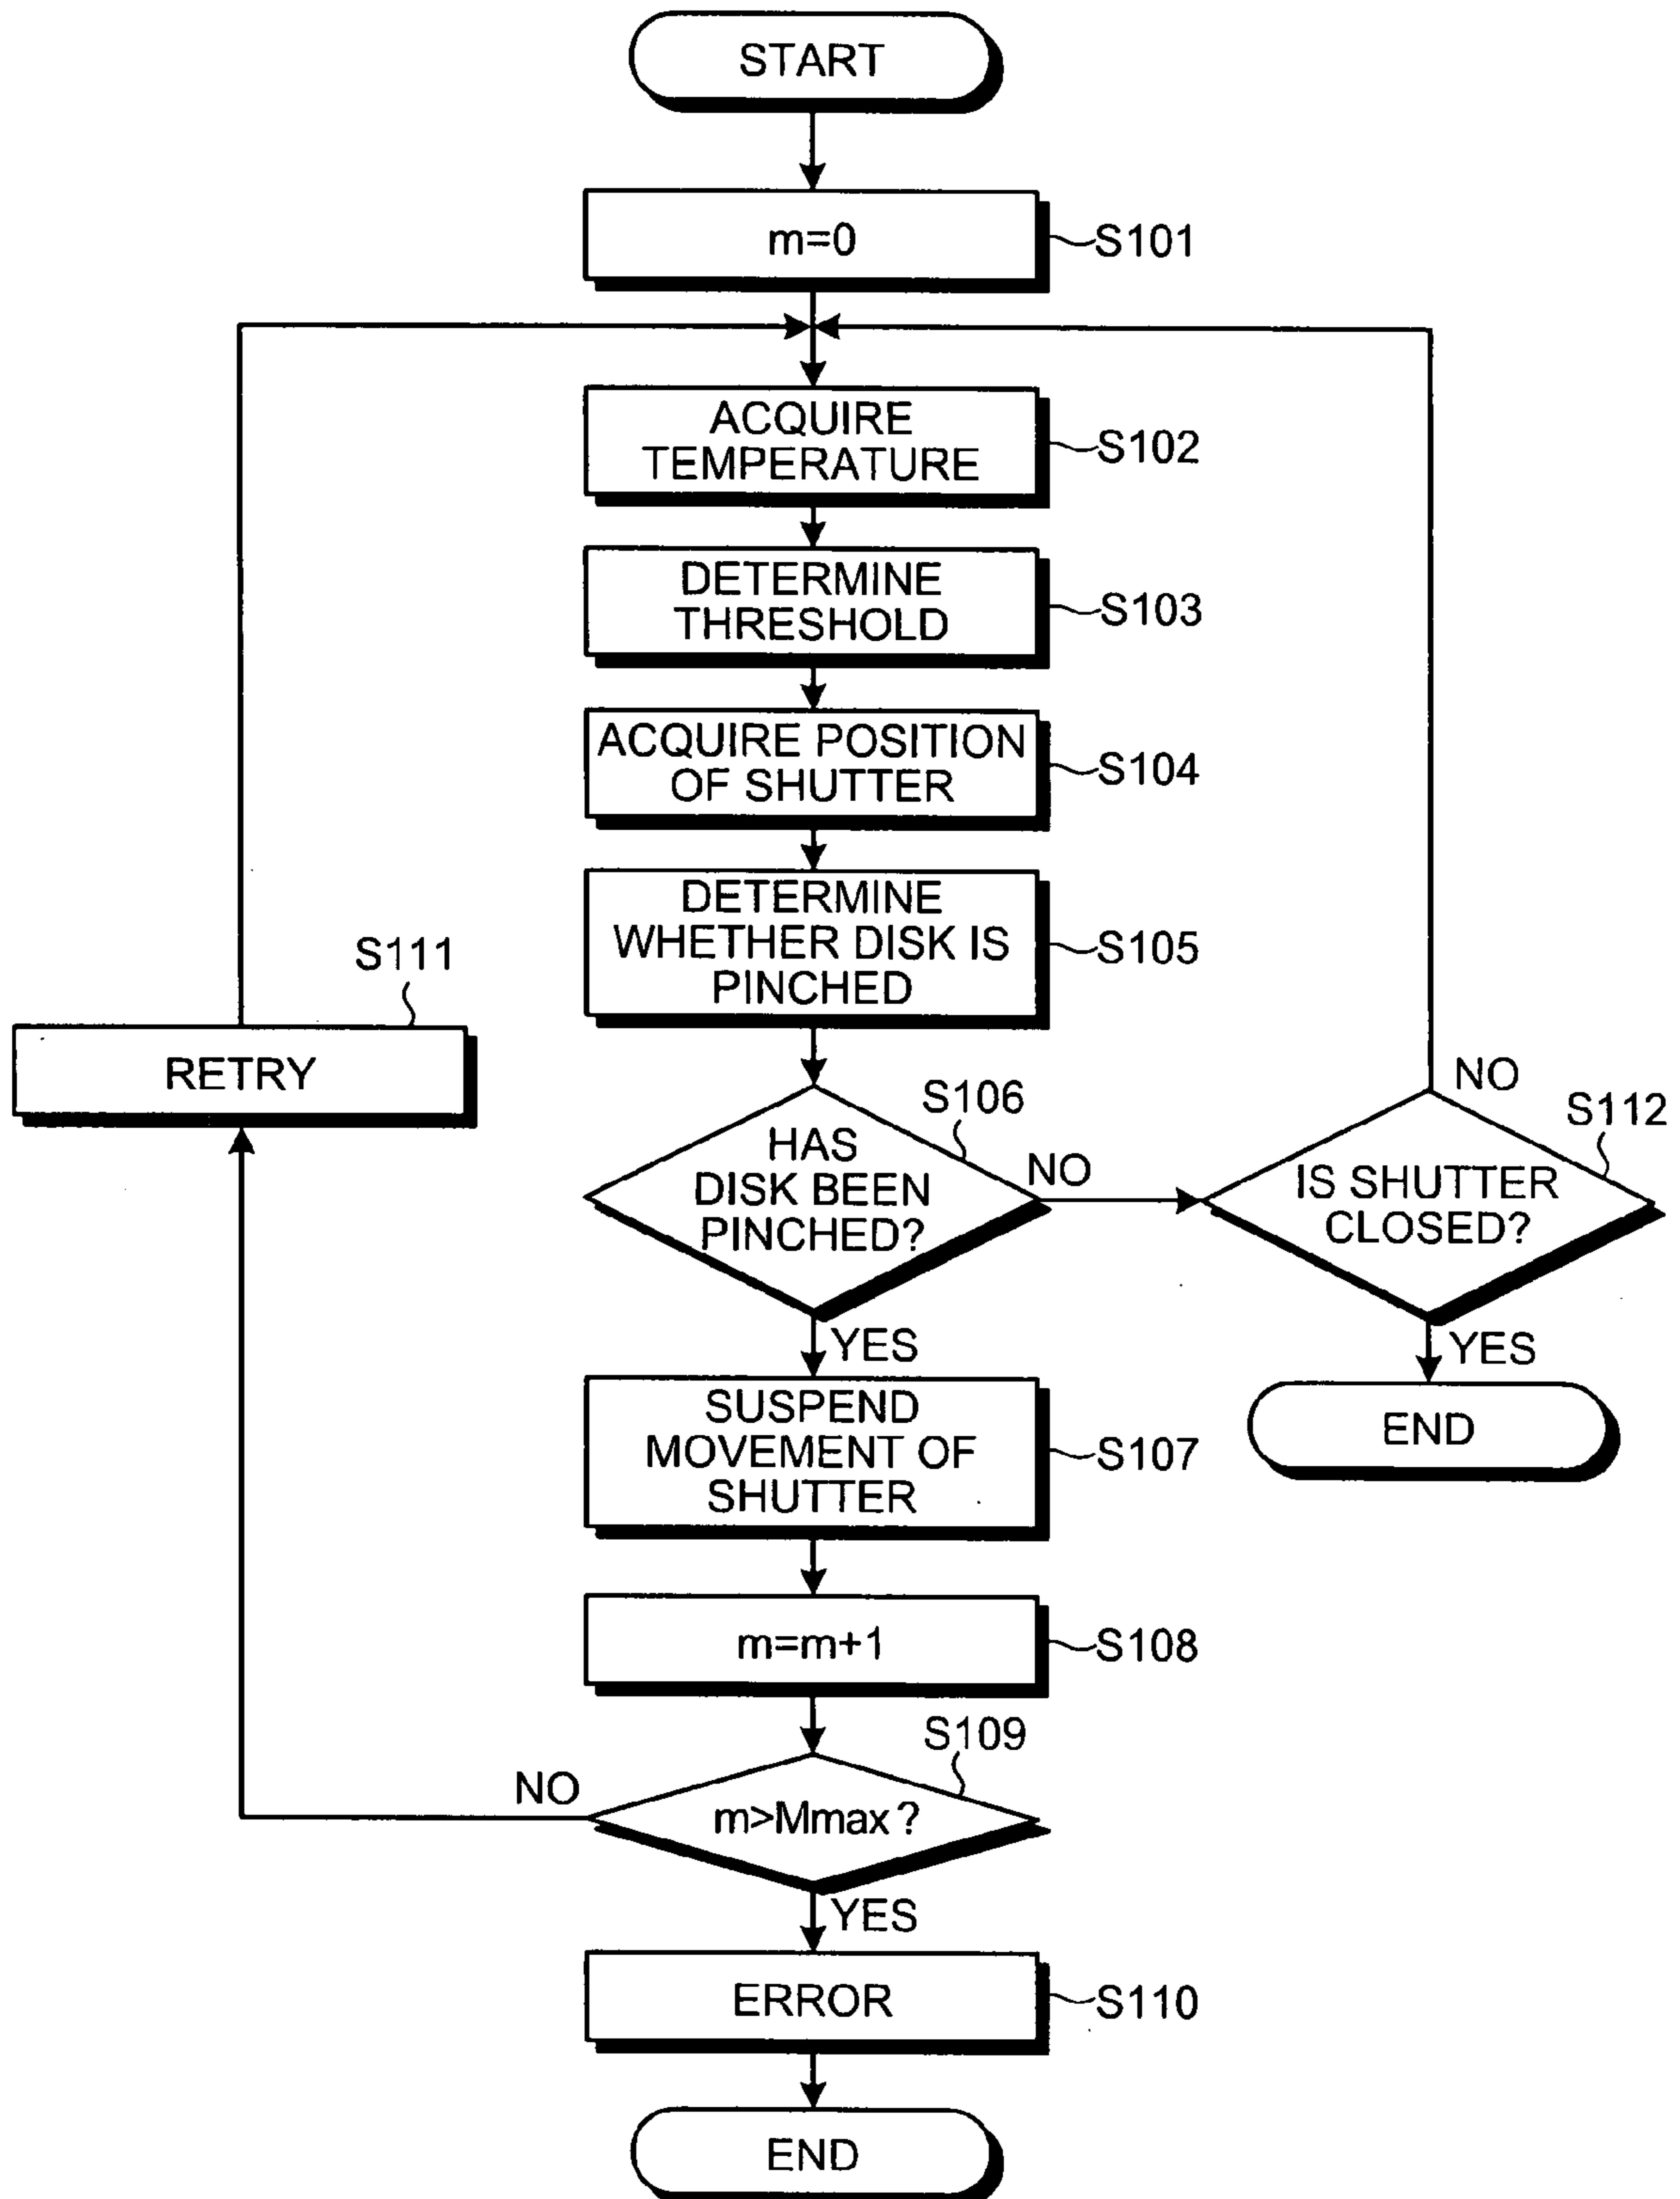 START
m=0
S101
ACQUIRE
TEMPERATURE
S102
DETERMINE
THRESHOLD
S103
ACQUIRE POSITION
OF SHUTTER
S104
DETERMINE
WHETHER DISK IS
PINCHED
S105
S111
RETRY
S106
HAS
DISK BEEN
PINCHED?
NO
NO
S112
IS SHUTTER
CLOSED?
YES
END
YES
SUSPEND
MOVEMENT OF
SHUTTER
S107
m=m+1
S108
S109
m>Mmax?
NO
YES
ERROR
S110
END